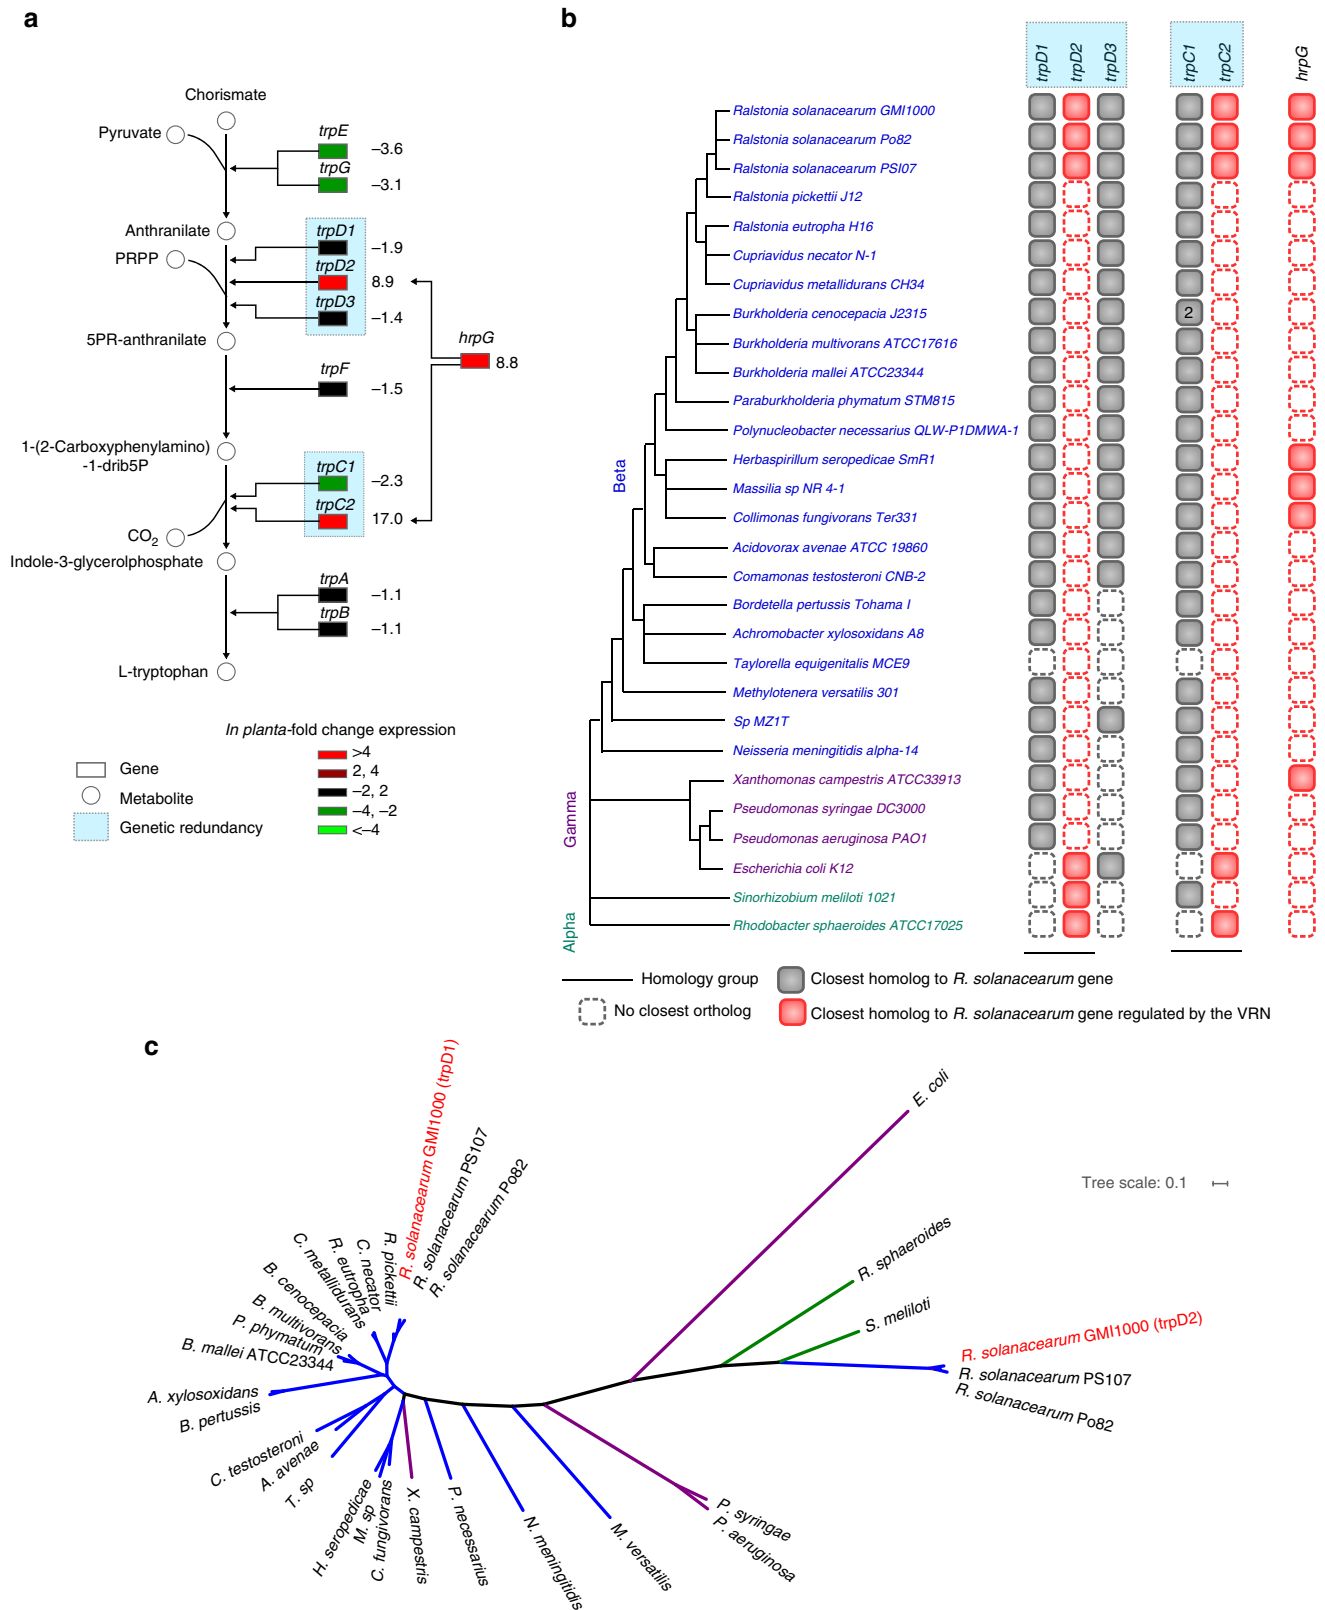 a
Chorismate
Pyruvate
trpE
−3.6
trpG
−3.1
Anthranilate
PRPP
trpD1
−1.9
trpD2
8.9
trpD3
−1.4
5PR-anthranilate
hrpG
8.8
trpF
−1.5
1-(2-Carboxyphenylamino)
-1-drib5P
trpC1
−2.3
trpC2
17.0
CO2
Indole-3-glycerolphosphate
trpA
−1.1
trpB
−1.1
L-tryptophan
In planta-fold change expression
>4
2, 4
−2, 2
−4, −2
<−4
Gene
Metabolite
Genetic redundancy
b
trpD1
trpD2
trpD3
trpC1
trpC2
hrpG
Ralstonia solanacearum GMI1000
Ralstonia solanacearum Po82
Ralstonia solanacearum PSI07
Ralstonia pickettii J12
Ralstonia eutropha H16
Cupriavidus necator N-1
Cupriavidus metallidurans CH34
Burkholderia cenocepacia J2315
2
Burkholderia multivorans ATCC17616
Burkholderia mallei ATCC23344
Paraburkholderia phymatum STM815
Polynucleobacter necessarius QLW-P1DMWA-1
Herbaspirillum seropedicae SmR1
Massilia sp NR 4-1
Collimonas fungivorans Ter331
Acidovorax avenae ATCC 19860
Comamonas testosteroni CNB-2
Bordetella pertussis Tohama I
Achromobacter xylosoxidans A8
Taylorella equigenitalis MCE9
Methylotenera versatilis 301
Sp MZ1T
Neisseria meningitidis alpha-14
Xanthomonas campestris ATCC33913
Pseudomonas syringae DC3000
Pseudomonas aeruginosa PAO1
Escherichia coli K12
Sinorhizobium meliloti 1021
Rhodobacter sphaeroides ATCC17025
Beta
Gamma
Alpha
Homology group
Closest homolog to R. solanacearum gene
No closest ortholog
Closest homolog to R. solanacearum gene regulated by the VRN
c
R. solanacearum GMI1000 (trpD1)
R. solanacearum PS107
R. solanacearum Po82
R. pickettii
C. necator
R. eutropha
C. metallidurans
B. cenocepacia
B. multivorans
P. phymatum
B. mallei ATCC23344
A. xylosoxidans
B. pertussis
C. testosteroni
A. avenae
T. sp
H. seropedicae
M. sp
C. fungivorans
X. campestris
P. necessarius
N. meningitidis
M. versatilis
P. syringae
P. aeruginosa
E. coli
Tree scale: 0.1
R. sphaeroides
S. meliloti
R. solanacearum GMI1000 (trpD2)
R. solanacearum PS107
R. solanacearum Po82